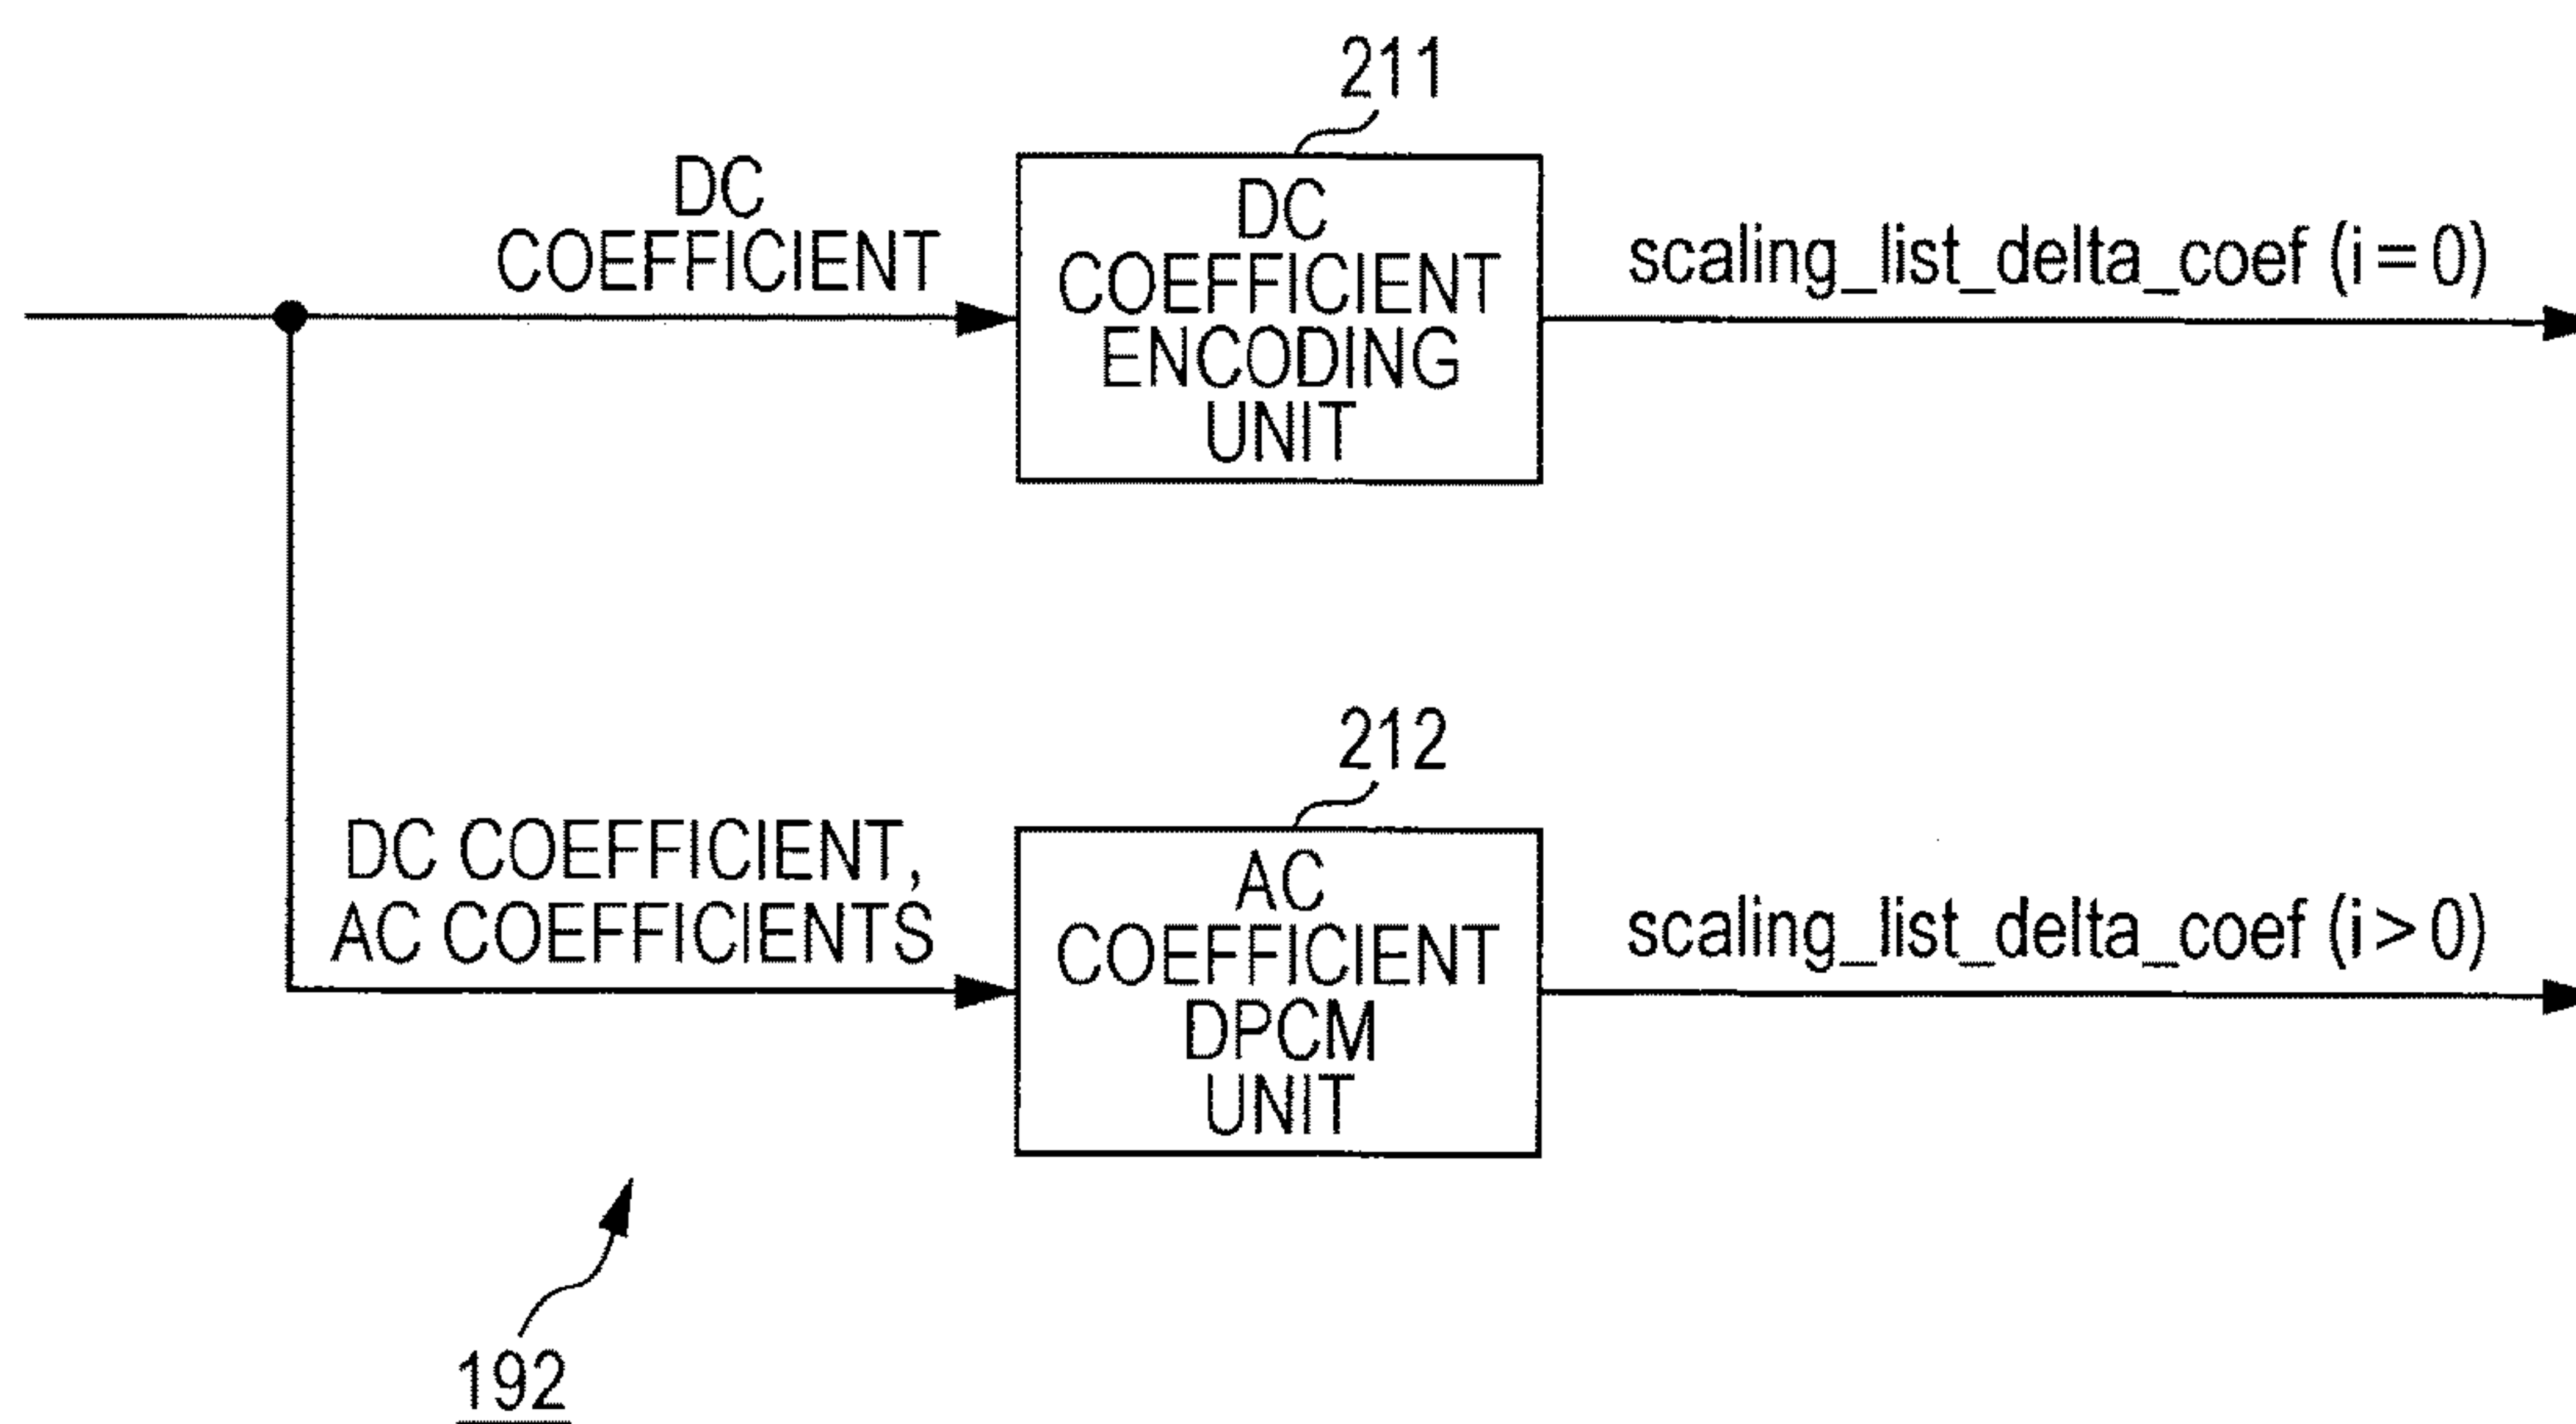 211
DC
COEFFICIENT
DC
COEFFICIENT
ENCODING
UNIT
scaling_list_delta_coef (i = 0)
212
DC COEFFICIENT,
AC COEFFICIENTS
AC
COEFFICIENT
DPCM
UNIT
scaling_list_delta_coef (i > 0)
192